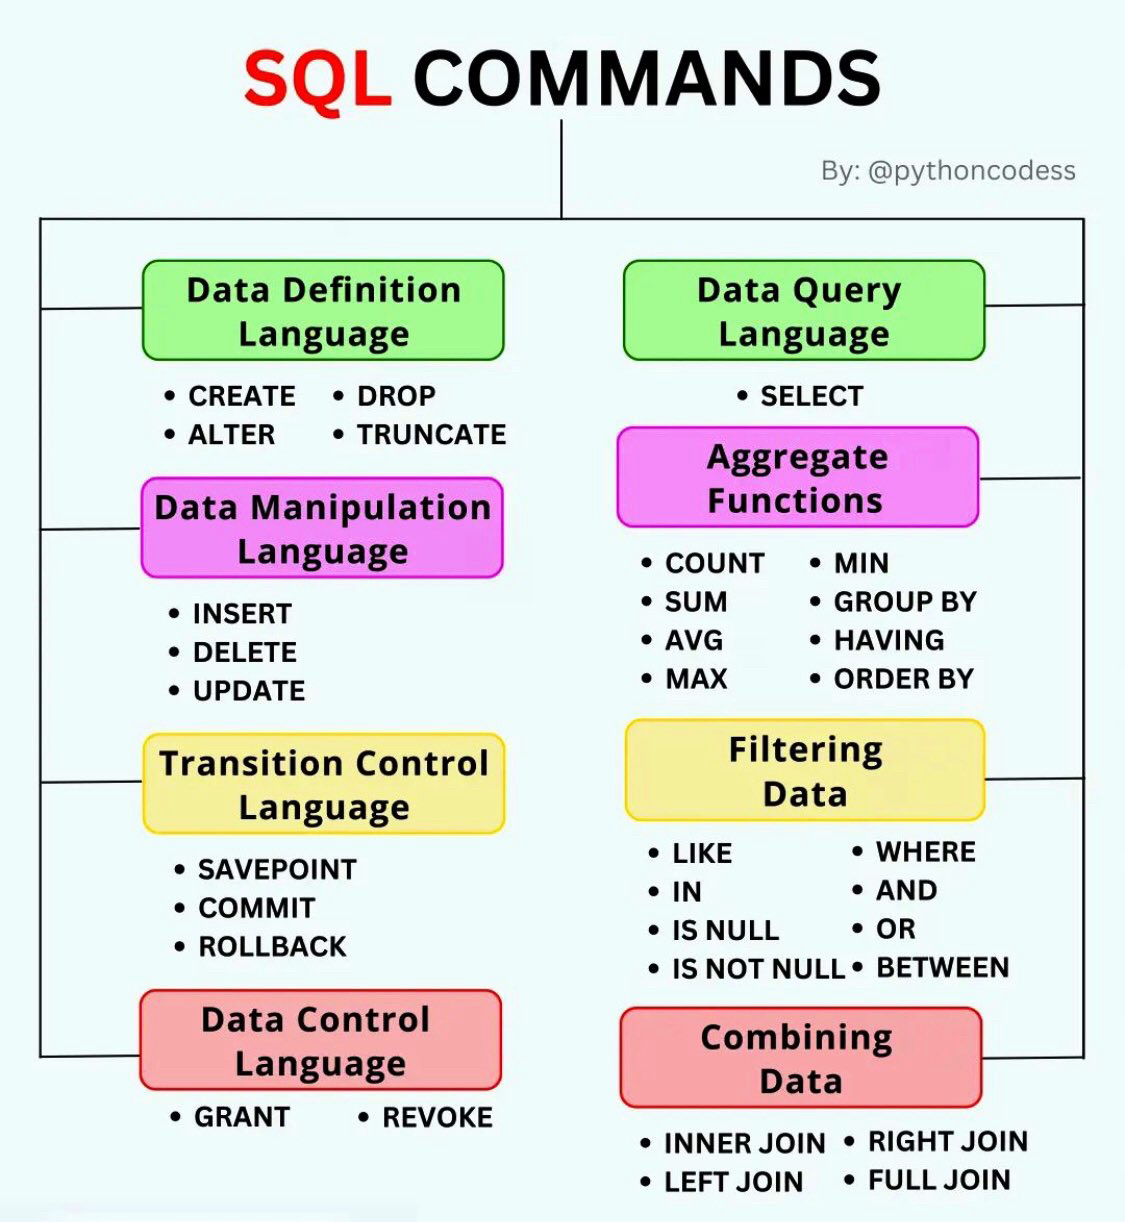 SQL COMMANDS
By: @pythoncodess
Data Definition
Language
• CREATE
• ALTER
• DROP
• TRUNCATE
Data Manipulation
Language
• INSERT
• DELETE
• UPDATE
Transition Control
Language
• SAVEPOINT
• COMMIT
• ROLLBACK
Data Control
Language
• GRANT
• REVOKE
Data Query
Language
• SELECT
Aggregate
Functions
• COUNT
• SUM
• AVG
• MAX
• MIN
• GROUP BY
• HAVING
• ORDER BY
Filtering
Data
• LIKE
• IN
• IS NULL
• IS NOT NULL
• WHERE
• AND
• OR
• BETWEEN
Combining
Data
• INNER JOIN
• LEFT JOIN
• RIGHT JOIN
• FULL JOIN